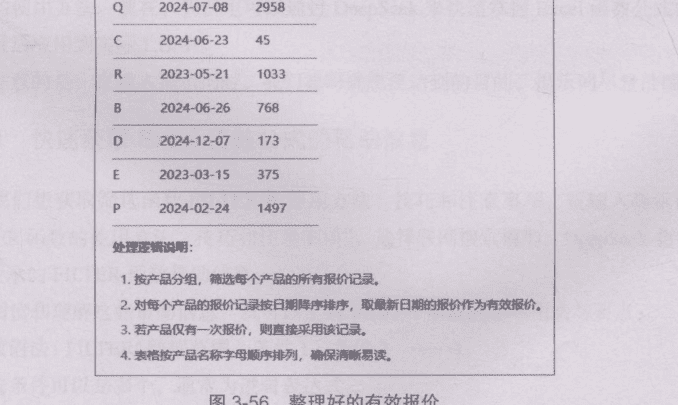 Q 2024-07-08 2958
C 2024-06-23 45
R 2023-05-21 1033
B 2024-06-26 768
D 2024-12-07 173
E 2023-03-15 375
P 2024-02-24 1497
处理逻辑说明：
1. 按产品分组，筛选每个产品的所有报价记录。
2. 对每个产品的报价记录按日期降序排序，取最新日期的报价作为有效报价。
3. 若产品仅有一次报价，则直接采用该记录。
4. 表格按产品名称字母顺序排列，确保清晰易读。
图 3-56 整理好的有效报价